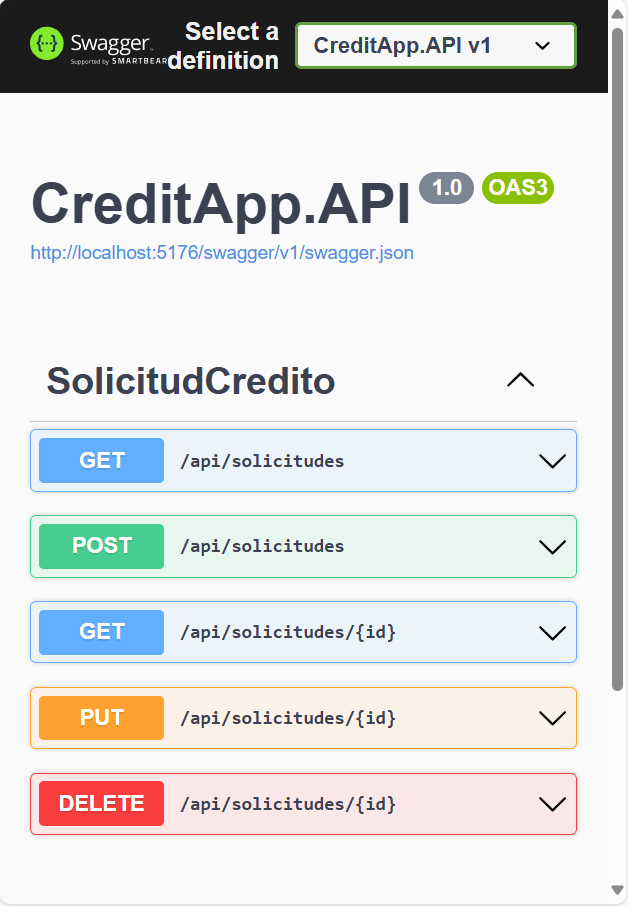 Swagger
Supported by SMARTBEAR
Select a
definition
CreditApp.API v1
CreditApp.API 1.0 OAS3
http://localhost:5176/swagger/v1/swagger.json
SolicitudCredito
GET /api/solicitudes
POST /api/solicitudes
GET /api/solicitudes/{id}
PUT /api/solicitudes/{id}
DELETE /api/solicitudes/{id}